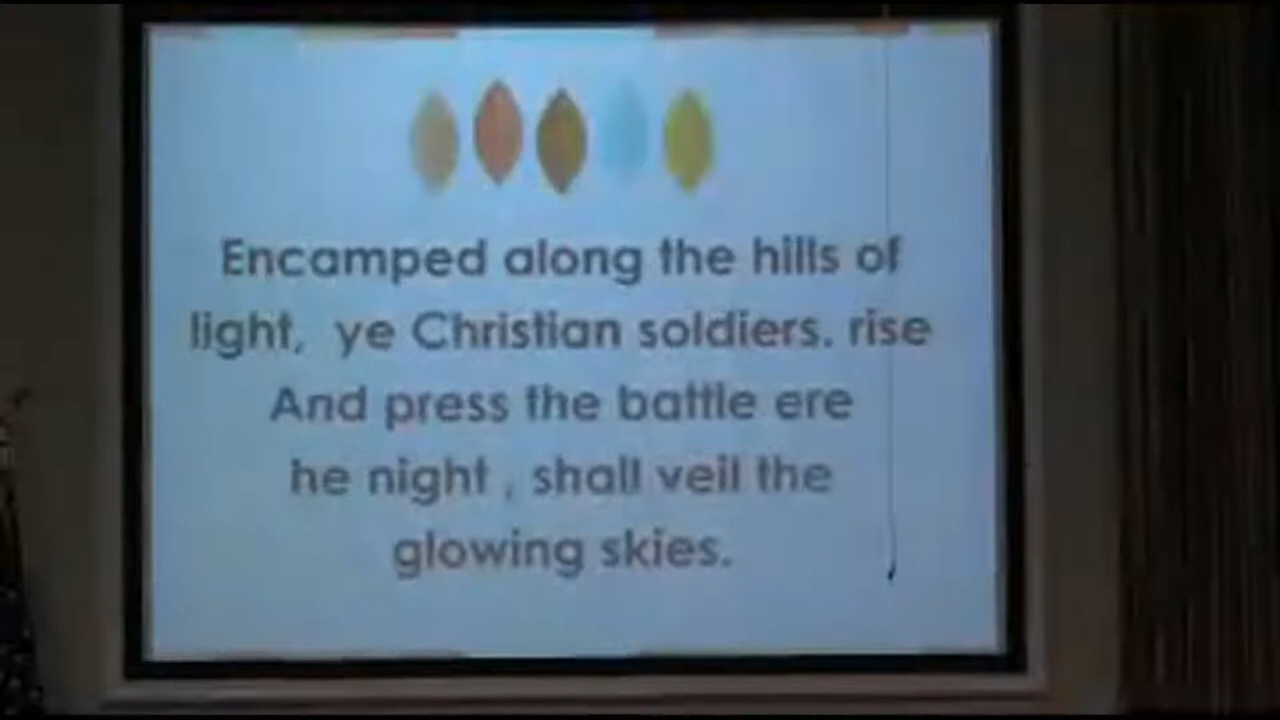 Encamped along the hills of
light, ye Christian soldiers. rise
And press the battle ere
he night , shall veil the
glowing skies.